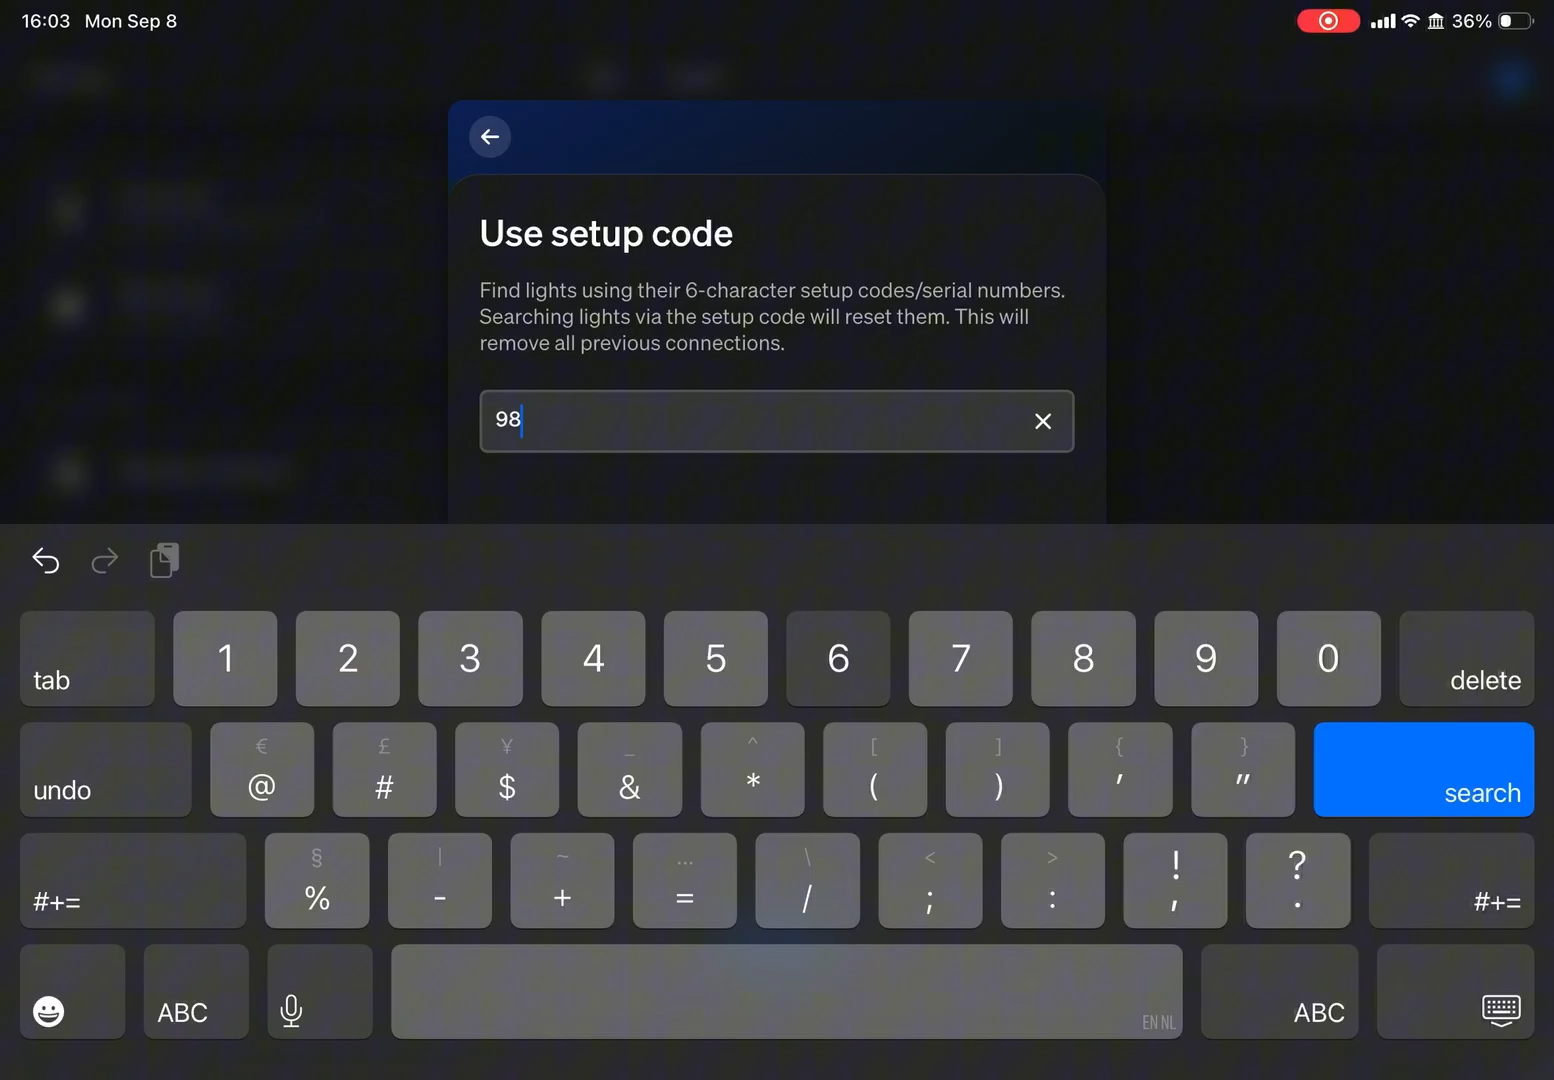 16:03 Mon Sep 8 36%
Use setup code
Find lights using their 6-character setup codes/serial numbers.
Searching lights via the setup code will reset them. This will
remove all previous connections.
98
tab 1 2 3 4 5 6 7 8 9 0 delete
€ £ ¥ _ ^ [ ] { }
undo @ # $ & * ( ) ' " search
§ | ~ … \ < > ! ?
#+= % - + = / ; : , . #+=
ABC EN NL ABC